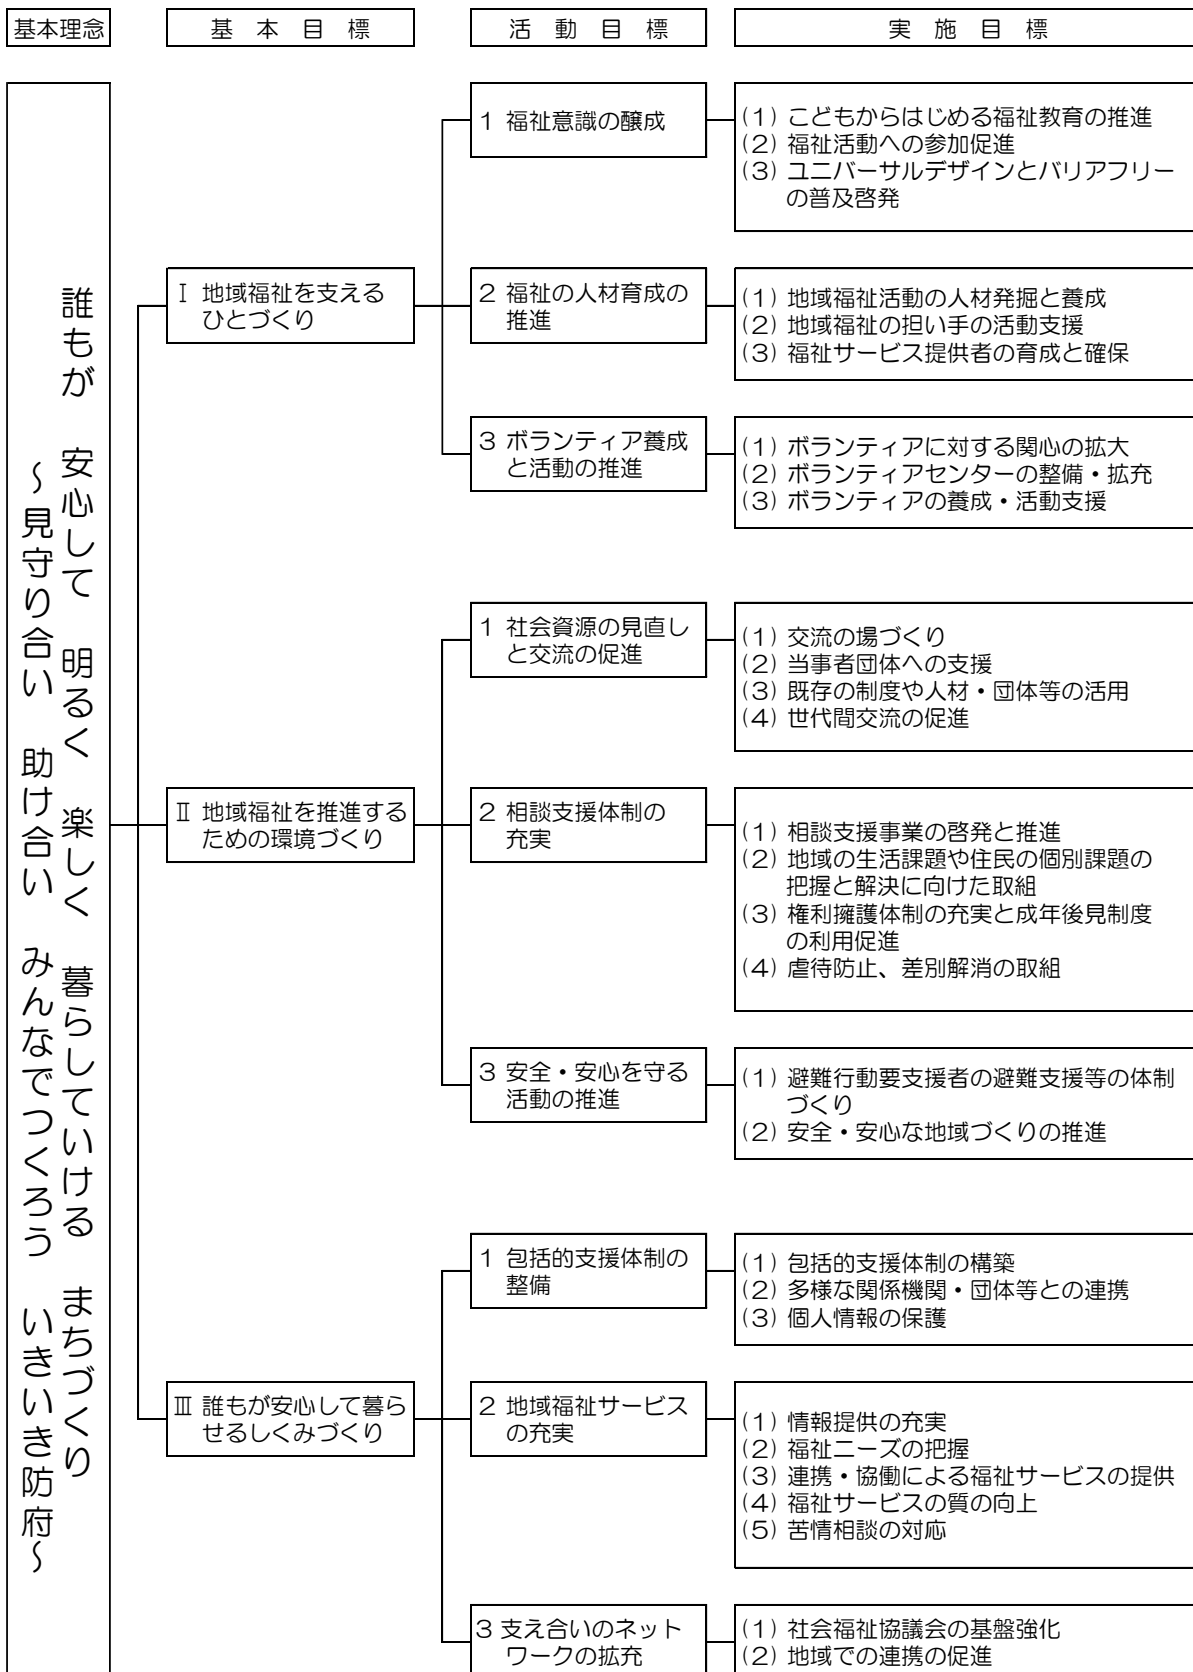 基本理念
基本目標
活動目標
実施目標
誰もが 安心して 明るく 楽しく 暮らしていける まちづくり
～見守り合い 助け合い みんなでつくろう いきいき防府～
Ⅰ 地域福祉を支える
ひとづくり
1 福祉意識の醸成
(1) こどもからはじめる福祉教育の推進
(2) 福祉活動への参加促進
(3) ユニバーサルデザインとバリアフリー
の普及啓発
2 福祉の人材育成の
推進
(1) 地域福祉活動の人材発掘と養成
(2) 地域福祉の担い手の活動支援
(3) 福祉サービス提供者の育成と確保
3 ボランティア養成
と活動の推進
(1) ボランティアに対する関心の拡大
(2) ボランティアセンターの整備・拡充
(3) ボランティアの養成・活動支援
Ⅱ 地域福祉を推進する
ための環境づくり
1 社会資源の見直し
と交流の促進
(1) 交流の場づくり
(2) 当事者団体への支援
(3) 既存の制度や人材・団体等の活用
(4) 世代間交流の促進
2 相談支援体制の
充実
(1) 相談支援事業の啓発と推進
(2) 地域の生活課題や住民の個別課題の
把握と解決に向けた取組
(3) 権利擁護体制の充実と成年後見制度
の利用促進
(4) 虐待防止、差別解消の取組
3 安全・安心を守る
活動の推進
(1) 避難行動要支援者の避難支援等の体制
づくり
(2) 安全・安心な地域づくりの推進
Ⅲ 誰もが安心して暮ら
せるしくみづくり
1 包括的支援体制の
整備
(1) 包括的支援体制の構築
(2) 多様な関係機関・団体等との連携
(3) 個人情報の保護
2 地域福祉サービス
の充実
(1) 情報提供の充実
(2) 福祉ニーズの把握
(3) 連携・協働による福祉サービスの提供
(4) 福祉サービスの質の向上
(5) 苦情相談の対応
3 支え合いのネット
ワークの拡充
(1) 社会福祉協議会の基盤強化
(2) 地域での連携の促進